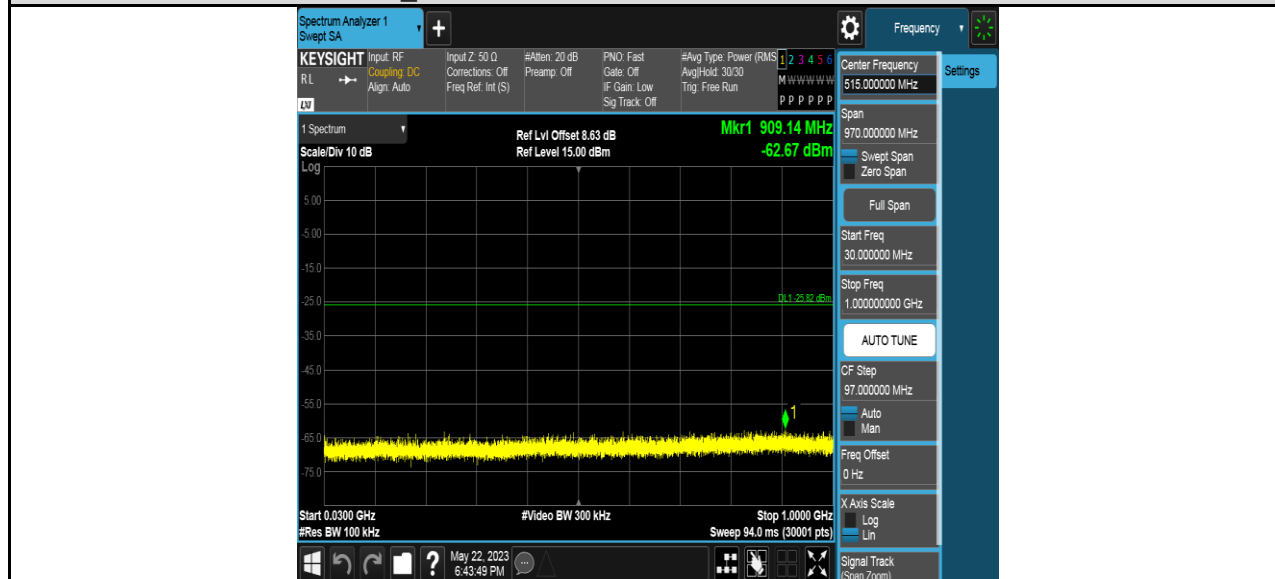 Spectrum Analyzer 1
Swept SA
+
Frequency
KEYSIGHT
RL
LXI
Input: RF
Coupling: DC
Align: Auto
Input Z: 50 Ω
Corrections: Off
Freq Ref: Int (S)
#Atten: 20 dB
Preamp: Off
PNO: Fast
Gate: Off
IF Gain: Low
Sig Track: Off
#Avg Type: Power (RMS
Avg|Hold: 30/30
Trig: Free Run
1 2 3 4 5 6
M W W W W W
P P P P P P
Center Frequency
515.000000 MHz
Settings
Span
970.000000 MHz
Swept Span
Zero Span
Full Span
Start Freq
30.000000 MHz
Stop Freq
1.000000000 GHz
AUTO TUNE
CF Step
97.000000 MHz
Auto
Man
Freq Offset
0 Hz
X Axis Scale
Log
Lin
Signal Track
(Span Zoom)
1 Spectrum
Scale/Div 10 dB
Log
Ref Lvl Offset 8.63 dB
Ref Level 15.00 dBm
Mkr1 909.14 MHz
-62.67 dBm
5.00
-5.00
-15.0
-25.0
DL1 -25.82 dBm
-35.0
-45.0
-55.0
1
-65.0
-75.0
Start 0.0300 GHz
#Video BW 300 kHz
Stop 1.0000 GHz
#Res BW 100 kHz
Sweep 94.0 ms (30001 pts)
?
May 22, 2023
6:43:49 PM